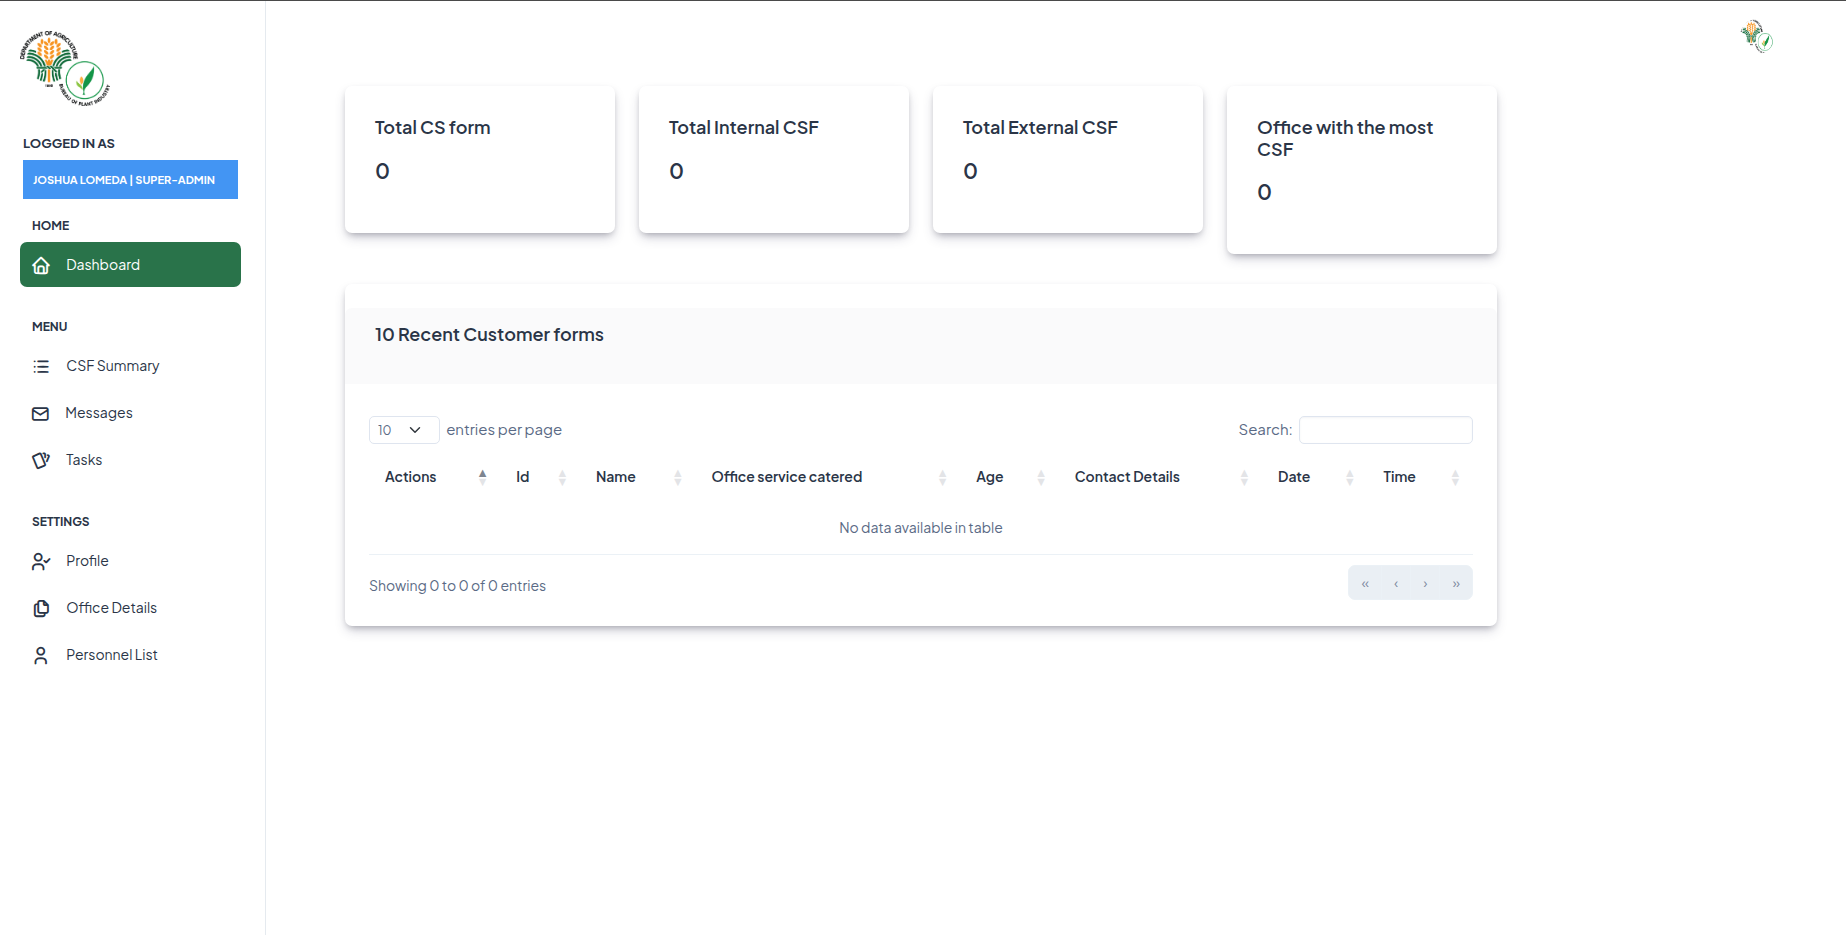 DEPARTMENT OF AGRICULTURE
BUREAU OF PLANT INDUSTRY
LOGGED IN AS
JOSHUA LOMEDA | SUPER-ADMIN
HOME
Dashboard
MENU
CSF Summary
Messages
Tasks
SETTINGS
Profile
Office Details
Personnel List
Total CS form
0
Total Internal CSF
0
Total External CSF
0
Office with the most
CSF
0
10 Recent Customer forms
10 entries per page
Search:
Actions Id Name Office service catered Age Contact Details Date Time
No data available in table
Showing 0 to 0 of 0 entries
« ‹ › »